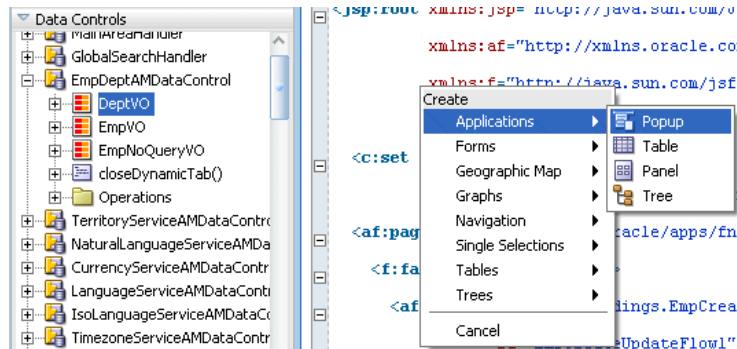 Data Controls
MainAreaHandler
GlobalSearchHandler
EmpDeptAMDataControl
DeptVO
EmpVO
EmpNoQueryVO
closeDynamicTab()
Operations
TerritoryServiceAMDataContro
NaturalLanguageServiceAMDa
CurrencyServiceAMDataContr
LanguageServiceAMDataContr
IsoLanguageServiceAMDataCo
TimezoneServiceAMDataContr
<jsp:root xmlns:jsp="http://java.sun.com/J
xmlns:af="http://xmlns.oracle.co
xmlns:f="http://java.sun.com/jsf
<c:set
<af:pag
acle/apps/fn
<f:fa
>
<af
dings.EmpCrea
UpdateFlow1"
Create
Applications
Forms
Geographic Map
Graphs
Navigation
Single Selections
Tables
Trees
Cancel
Popup
Table
Panel
Tree